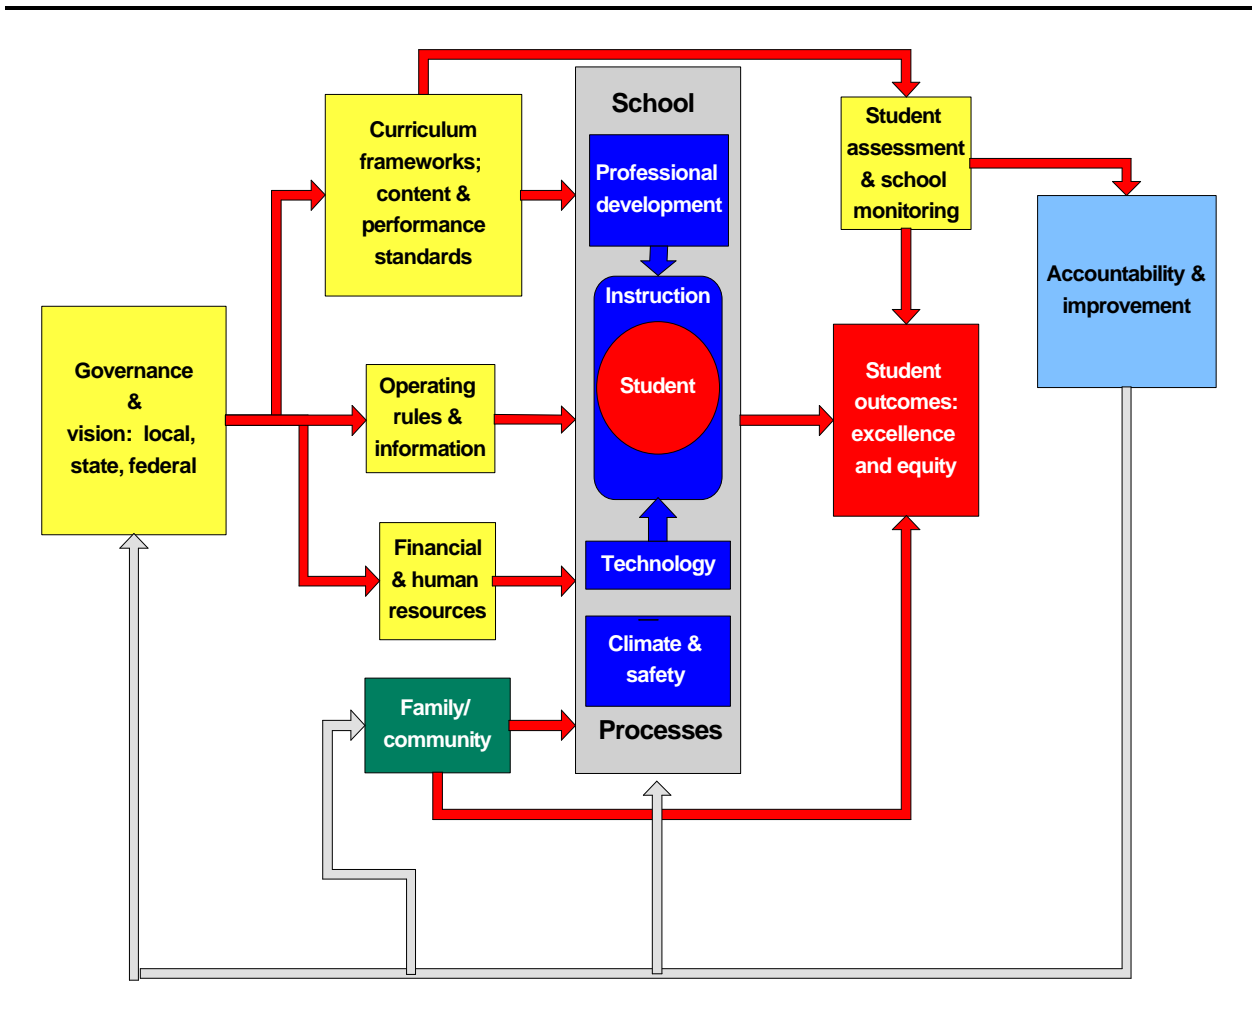 School
Curriculum
frameworks;
content &
performance
standards
Student
assessment
& school
monitoring
Professional
development
Accountability &
improvement
Instruction
Student
Governance
&
vision: local,
state, federal
Operating
rules &
information
Student
outcomes:
excellence
and equity
Financial
& human
resources
Technology
Climate &
safety
Family/
community
Processes